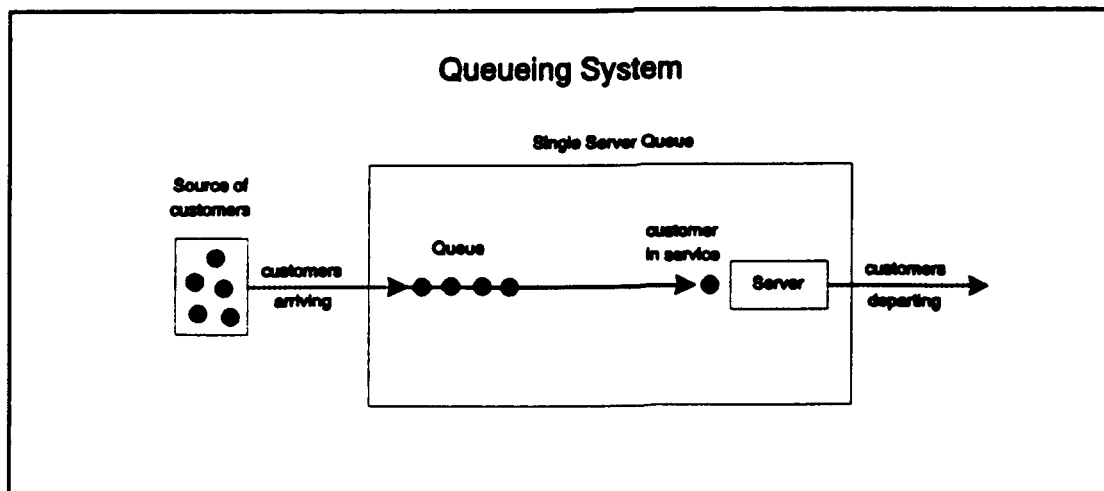 Queueing System
Single Server Queue
Source of
customers
customers
arriving
Queue
customer
in service
Server
customers
departing